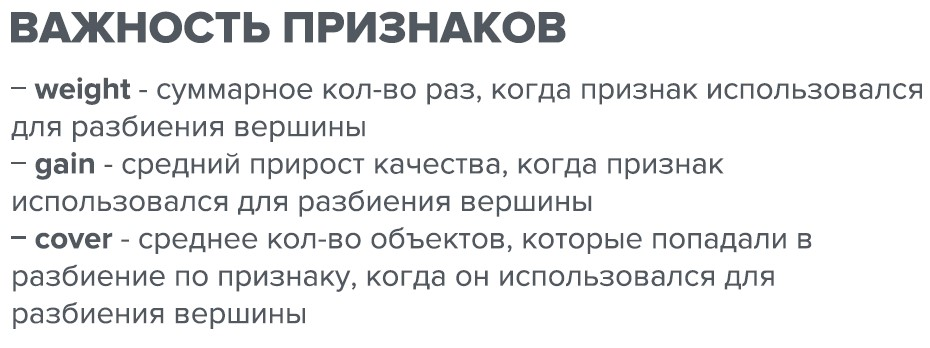 ВАЖНОСТЬ ПРИЗНАКОВ
– weight - суммарное кол-во раз, когда признак использовался
для разбиения вершины
– gain - средний прирост качества, когда признак
использовался для разбиения вершины
– cover - среднее кол-во объектов, которые попадали в
разбиение по признаку, когда он использовался для
разбиения вершины